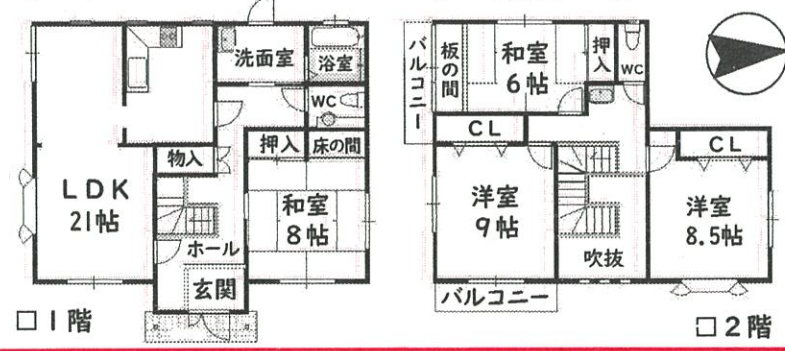 洗面室
浴室
WC
物入
押入
床の間
LDK
21帖
和室
8帖
ホール
玄関
□1階
バルコニー
板の間
和室
6帖
押入
WC
CL
CL
洋室
9帖
洋室
8.5帖
吹抜
バルコニー
□2階